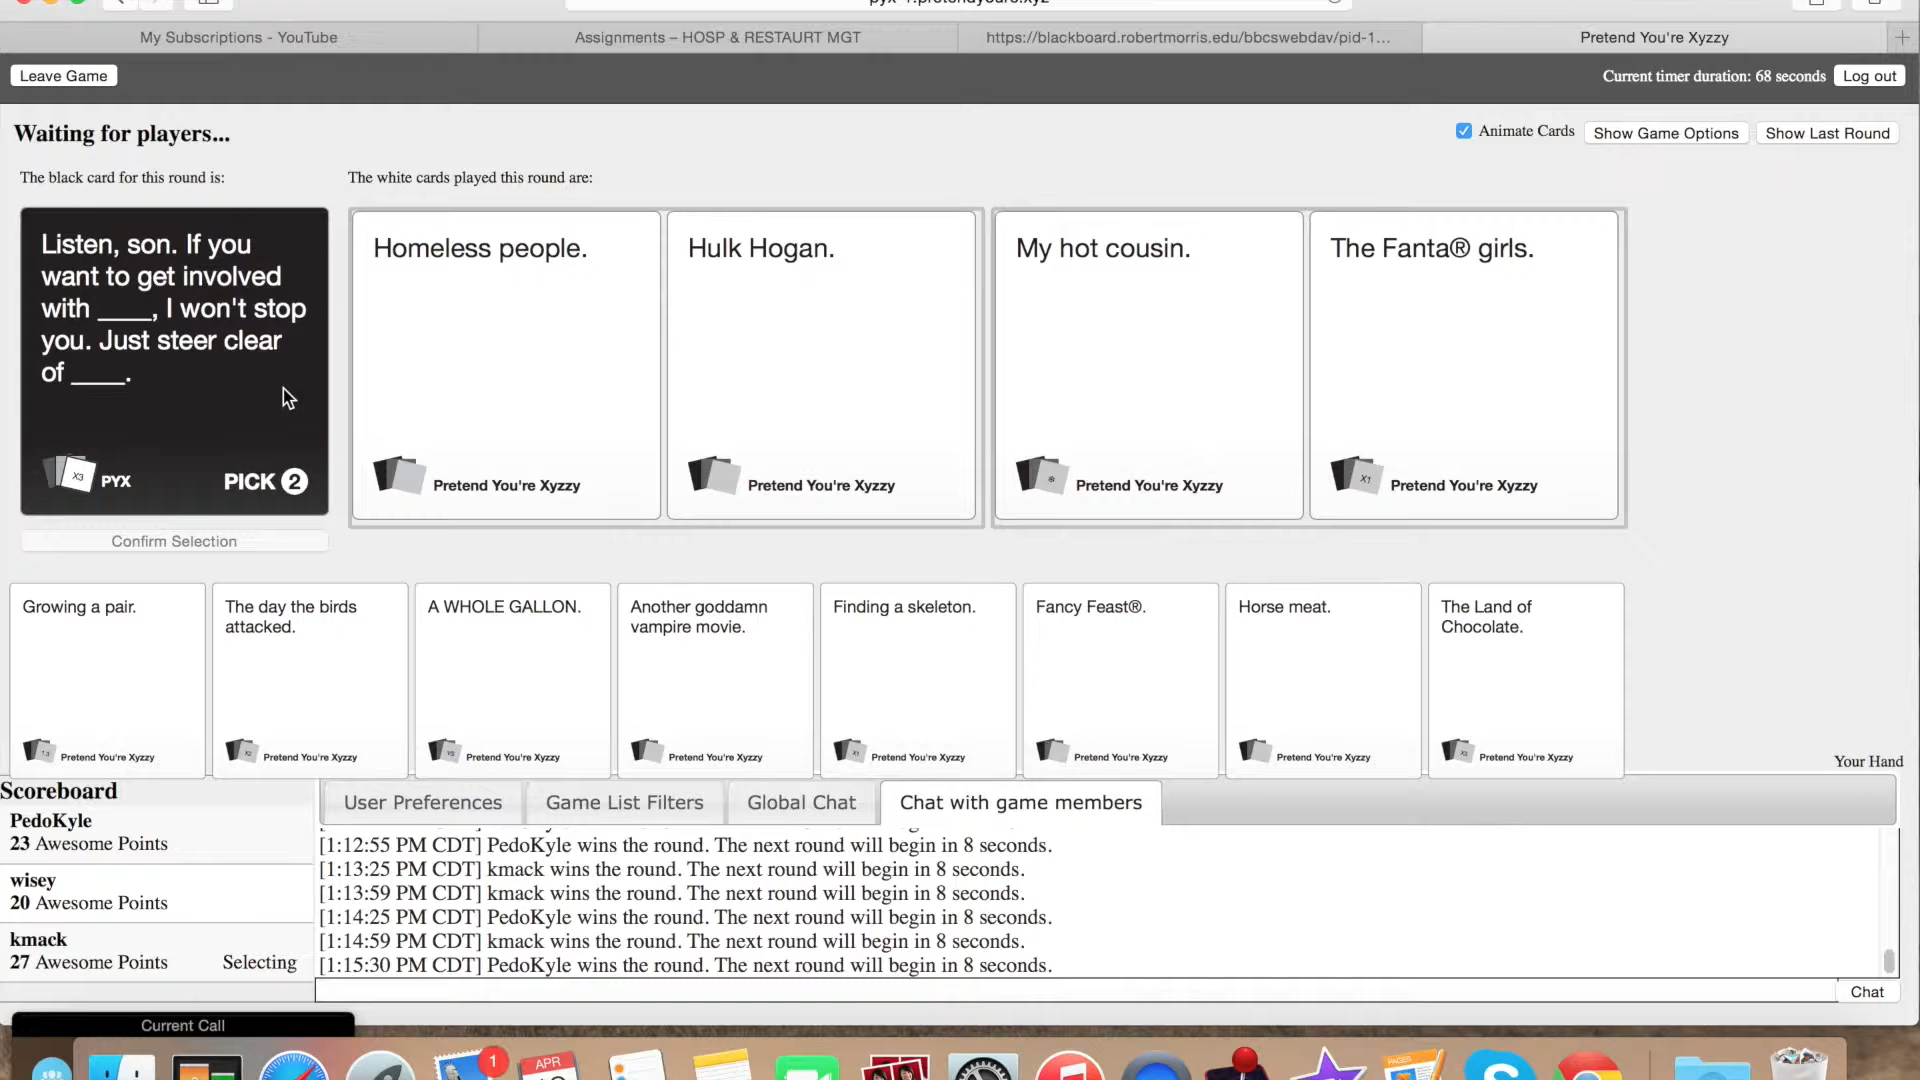 pyx-1.pretendyoure.xyz
My Subscriptions - YouTube
Assignments – HOSP & RESTAURT MGT
https://blackboard.robertmorris.edu/bbcswebdav/pid-1...
Pretend You're Xyzzy
Leave Game
Current timer duration: 68 seconds
Log out
Waiting for players...
Animate Cards
Show Game Options
Show Last Round
The black card for this round is:
The white cards played this round are:
Listen, son. If you
want to get involved
with ____, I won't stop
you. Just steer clear
of ____.
X3
PYX
PICK 2
Homeless people.
Pretend You're Xyzzy
Hulk Hogan.
Pretend You're Xyzzy
My hot cousin.
Pretend You're Xyzzy
The Fanta® girls.
X1
Pretend You're Xyzzy
Confirm Selection
Growing a pair.
Pretend You're Xyzzy
The day the birds
attacked.
X2
Pretend You're Xyzzy
A WHOLE GALLON.
Pretend You're Xyzzy
Another goddamn
vampire movie.
Pretend You're Xyzzy
Finding a skeleton.
X1
Pretend You're Xyzzy
Fancy Feast®.
Pretend You're Xyzzy
Horse meat.
Pretend You're Xyzzy
The Land of
Chocolate.
Pretend You're Xyzzy
Your Hand
Scoreboard
PedoKyle
23 Awesome Points
wisey
20 Awesome Points
kmack
27 Awesome Points
Selecting
User Preferences
Game List Filters
Global Chat
Chat with game members
[1:12:55 PM CDT] PedoKyle wins the round. The next round will begin in 8 seconds.
[1:13:25 PM CDT] kmack wins the round. The next round will begin in 8 seconds.
[1:13:59 PM CDT] kmack wins the round. The next round will begin in 8 seconds.
[1:14:25 PM CDT] PedoKyle wins the round. The next round will begin in 8 seconds.
[1:14:59 PM CDT] kmack wins the round. The next round will begin in 8 seconds.
[1:15:30 PM CDT] PedoKyle wins the round. The next round will begin in 8 seconds.
Chat
Current Call
1
APR
PAGES